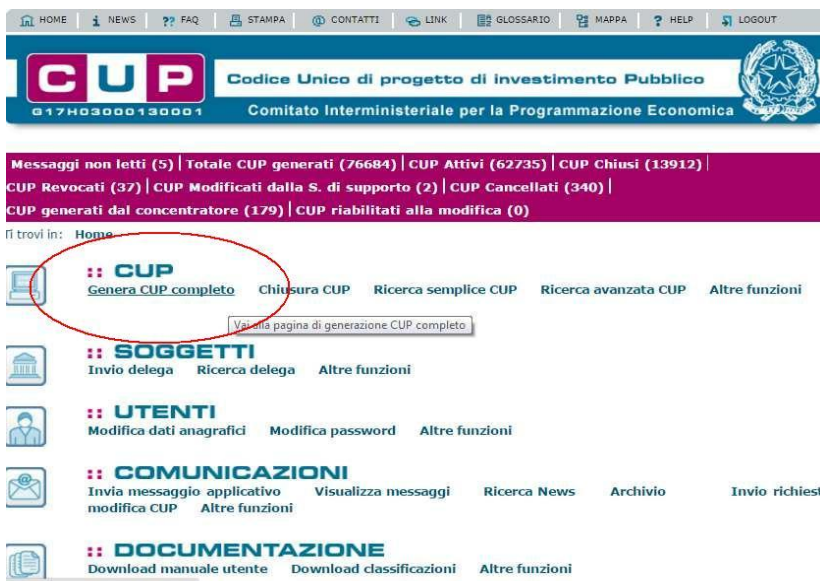 HOME NEWS ?? FAQ STAMPA CONTATTI LINK GLOSSARIO MAPPA ? HELP LOGOUT
CUP
G17H03000130001
Codice Unico di progetto di investimento Pubblico
Comitato Interministeriale per la Programmazione Economica
Messaggi non letti (5) | Totale CUP generati (76684) | CUP Attivi (62735) | CUP Chiusi (13912) |
CUP Revocati (37) | CUP Modificati dalla S. di supporto (2) | CUP Cancellati (340) |
CUP generati dal concentratore (179) | CUP riabilitati alla modifica (0)
Ti trovi in: Home
:: CUP
Genera CUP completo Chiusura CUP Ricerca semplice CUP Ricerca avanzata CUP Altre funzioni
Vai alla pagina di generazione CUP completo
:: SOGGETTI
Invio delega Ricerca delega Altre funzioni
:: UTENTI
Modifica dati anagrafici Modifica password Altre funzioni
:: COMUNICAZIONI
Invia messaggio applicativo Visualizza messaggi Ricerca News Archivio Invio richiest
modifica CUP Altre funzioni
:: DOCUMENTAZIONE
Download manuale utente Download classificazioni Altre funzioni